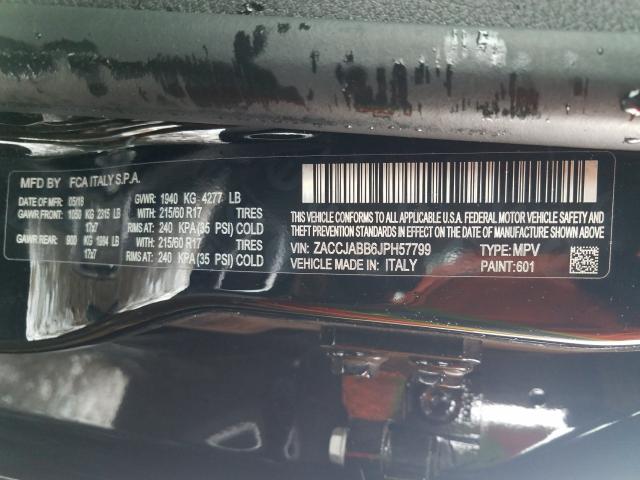 MFD BY FCA ITALY S.P.A.
DATE OF MFD: 05/18 GVWR: 1940 KG-4277 LB
GAWR FRONT: 1050 KG 2315 LB WITH: 215/60 R17 TIRES
17x7 RIMS AT: 240 KPA(35 PSI) COLD
GAWR REAR: 900 KG 1984 LB WITH: 215/60 R17 TIRES
17x7 RIMS AT: 240 KPA(35 PSI) COLD
THIS VEHICLE CONFORMS TO ALL APPLICABLE U.S.A. FEDERAL MOTOR VEHICLE SAFETY AND
THEFT PREVENTION STANDARDS IN EFFECT ON THE DATE OF MANUFACTURE SHOWN ABOVE
VIN: ZACCJABB6JPH57799 TYPE: MPV
VEHICLE MADE IN: ITALY PAINT:601